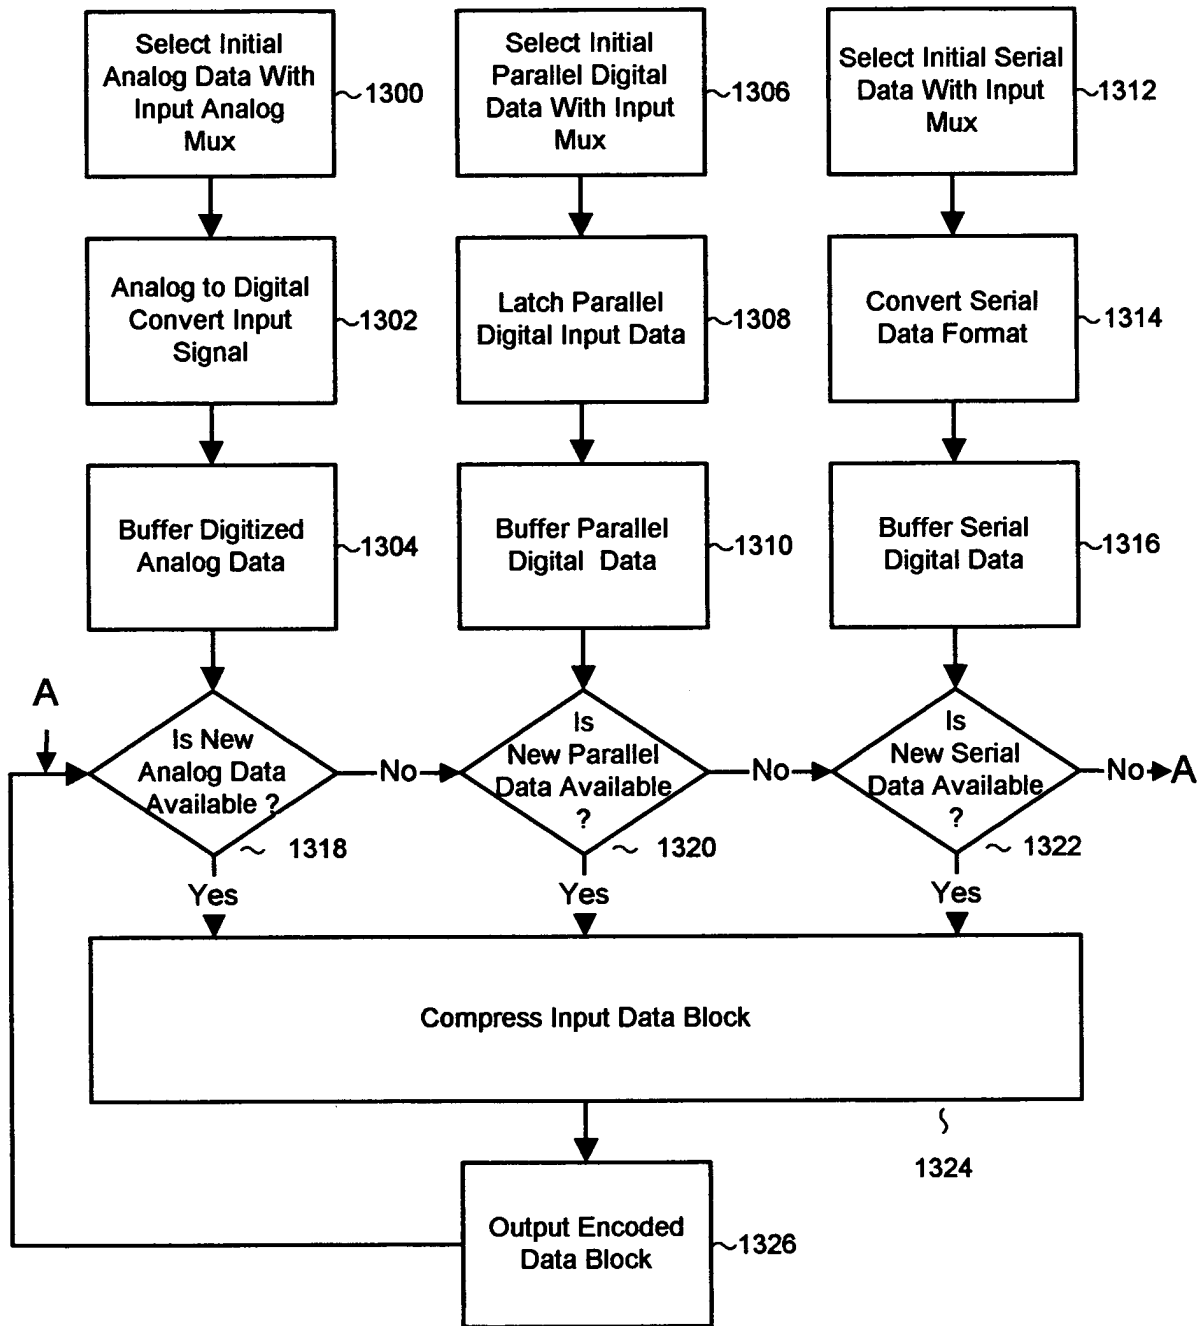 Select Initial
Analog Data With
Input Analog
Mux
1300
Select Initial
Parallel Digital
Data With Input
Mux
1306
Select Initial Serial
Data With Input
Mux
1312
Analog to Digital
Convert Input
Signal
1302
Latch Parallel
Digital Input Data
1308
Convert Serial
Data Format
1314
Buffer Digitized
Analog Data
1304
Buffer Parallel
Digital Data
1310
Buffer Serial
Digital Data
1316
A
Is New
Analog Data
Available ?
1318
No
Is
New Parallel
Data Available
?
1320
No
Is
New Serial
Data Available
?
1322
No
A
Yes
Yes
Yes
Compress Input Data Block
1324
Output Encoded
Data Block
1326